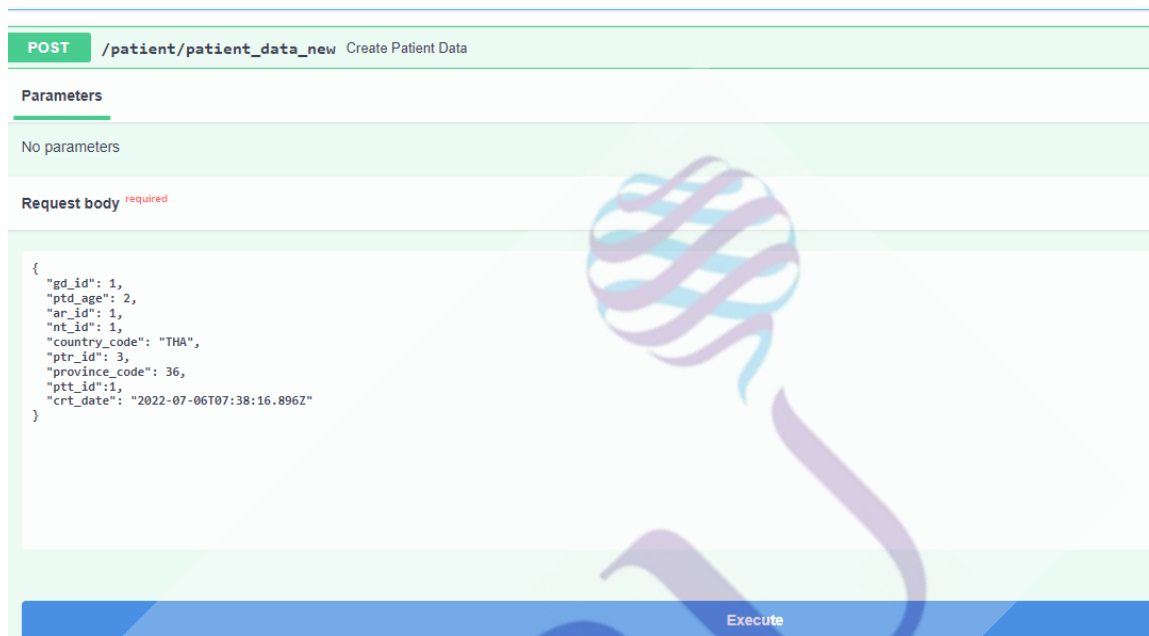 POST /patient/patient_data_new Create Patient Data
Parameters
No parameters
Request body required
{
  "gd_id": 1,
  "ptd_age": 2,
  "ar_id": 1,
  "nt_id": 1,
  "country_code": "THA",
  "ptr_id": 3,
  "province_code": 36,
  "ptt_id":1,
  "crt_date": "2022-07-06T07:38:16.896Z"
}
Execute